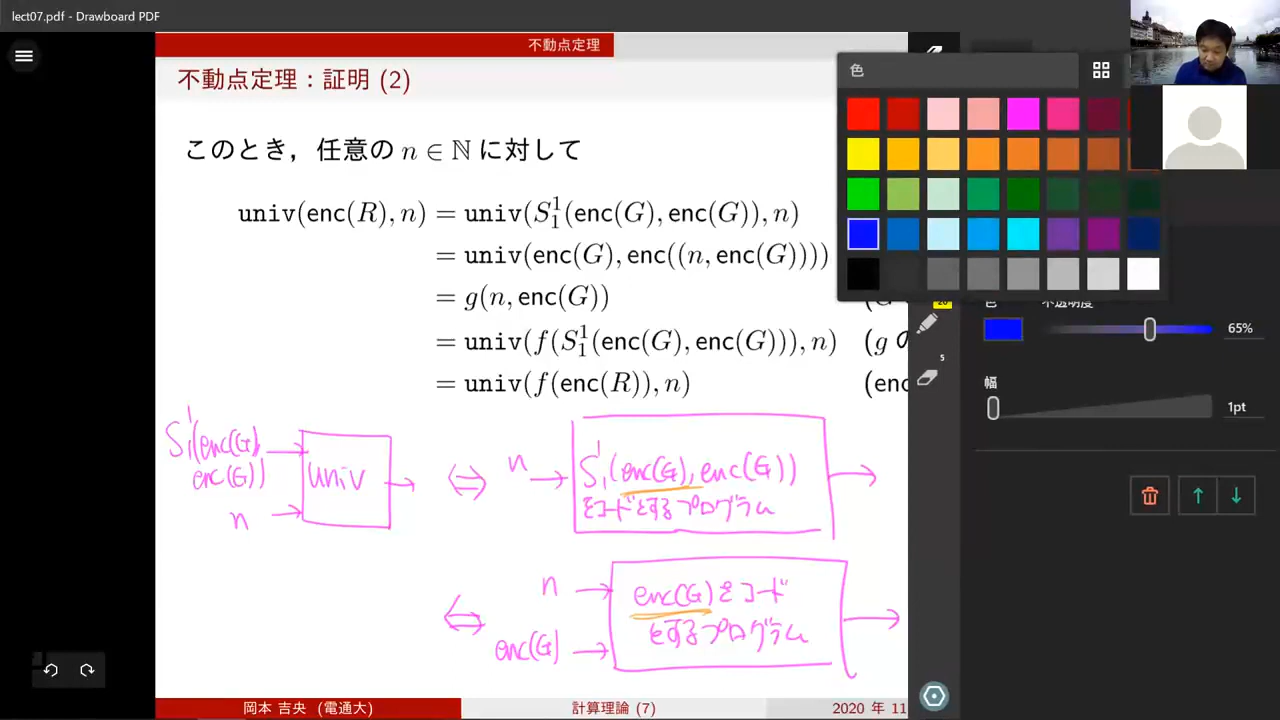 lect07.pdf - Drawboard PDF
不動点定理
不動点定理：証明 (2)
このとき，任意の n ∈ ℕ に対して
univ(enc(R), n) = univ(S¹₁(enc(G), enc(G)), n)
= univ(enc(G), enc((n, enc(G))))
= g(n, enc(G))
= univ(f(S¹₁(enc(G), enc(G))), n) (g の
= univ(f(enc(R)), n) (enc
S¹₁(enc(G),
enc(G))
n
univ
⇔
n
S¹₁(enc(G), enc(G))
をコードとするプログラム
⇔
n
enc(G)
enc(G)をコード
とするプログラム
岡本 吉央 (電通大)
計算理論 (7)
2020 年 11
色
不透明度
65%
幅
1pt
5